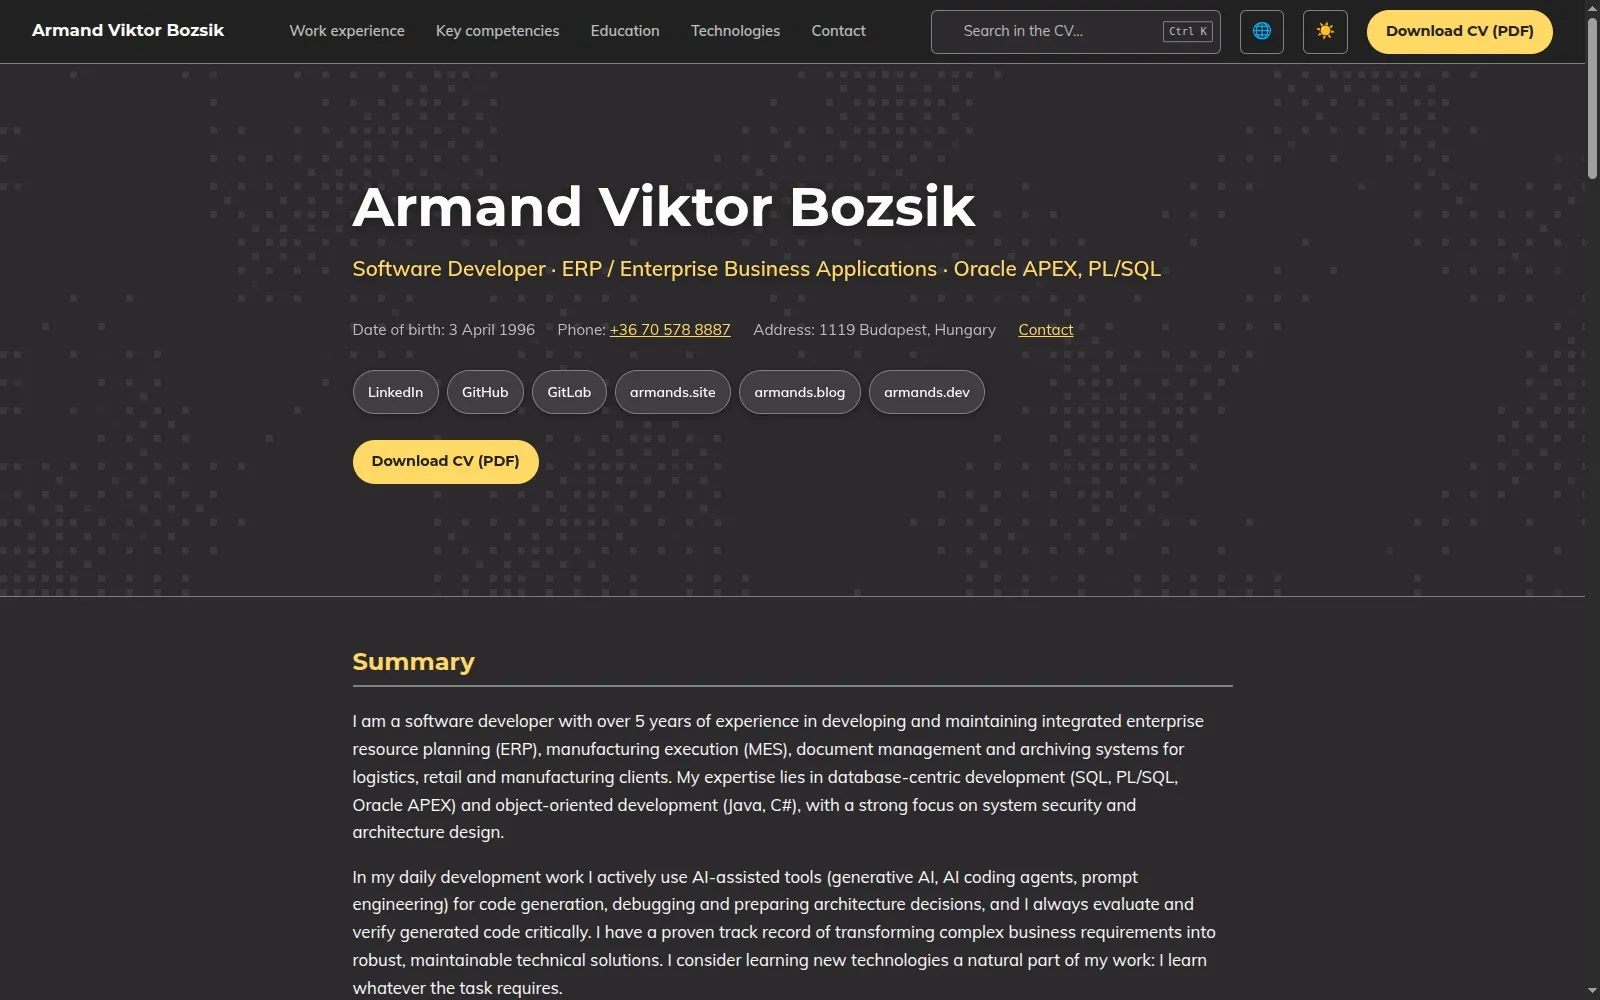 Armand Viktor Bozsik
Work experience
Key competencies
Education
Technologies
Contact
Search in the CV...
Ctrl K
Download CV (PDF)
Armand Viktor Bozsik
Software Developer · ERP / Enterprise Business Applications · Oracle APEX, PL/SQL
Date of birth: 3 April 1996 Phone: +36 70 578 8887 Address: 1119 Budapest, Hungary Contact
LinkedIn
GitHub
GitLab
armands.site
armands.blog
armands.dev
Download CV (PDF)
Summary
I am a software developer with over 5 years of experience in developing and maintaining integrated enterprise
resource planning (ERP), manufacturing execution (MES), document management and archiving systems for
logistics, retail and manufacturing clients. My expertise lies in database-centric development (SQL, PL/SQL,
Oracle APEX) and object-oriented development (Java, C#), with a strong focus on system security and
architecture design.
In my daily development work I actively use AI-assisted tools (generative AI, AI coding agents, prompt
engineering) for code generation, debugging and preparing architecture decisions, and I always evaluate and
verify generated code critically. I have a proven track record of transforming complex business requirements into
robust, maintainable technical solutions. I consider learning new technologies a natural part of my work: I learn
whatever the task requires.